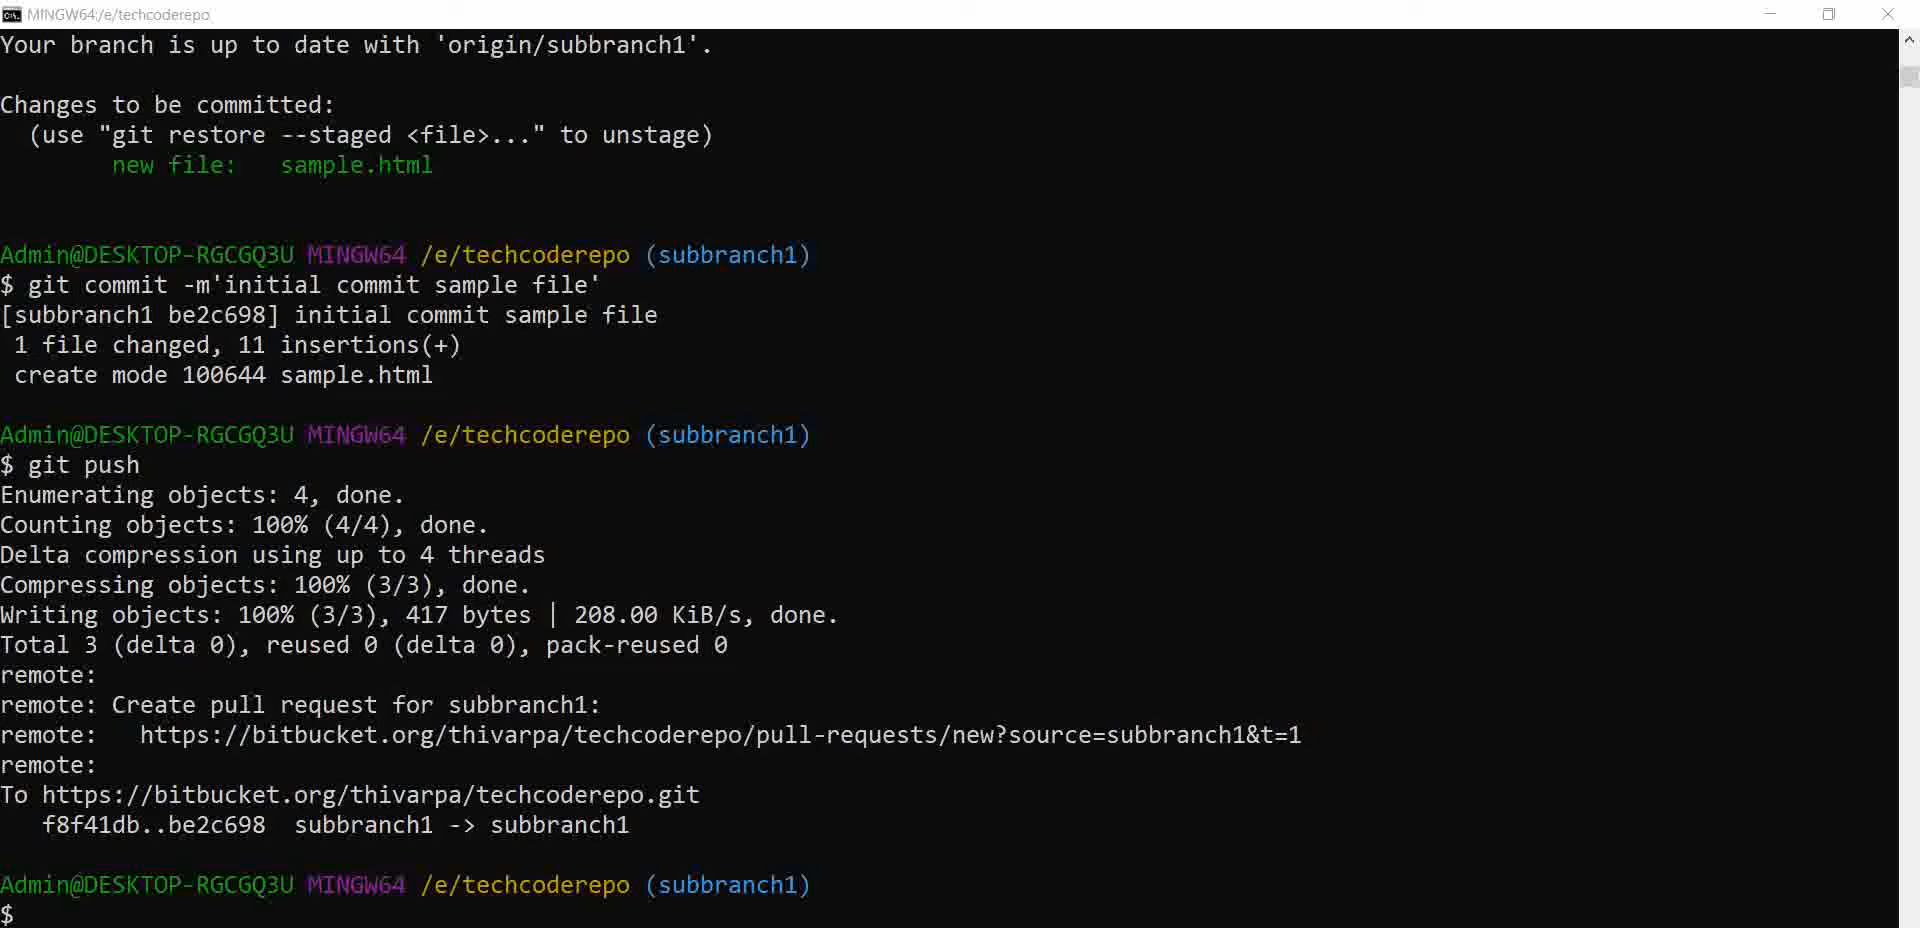 MINGW64:/e/techcoderepo
Your branch is up to date with 'origin/subbranch1'.
Changes to be committed:
  (use "git restore --staged <file>..." to unstage)
        new file:   sample.html
Admin@DESKTOP-RGCGQ3U MINGW64 /e/techcoderepo (subbranch1)
$ git commit -m'initial commit sample file'
[subbranch1 be2c698] initial commit sample file
 1 file changed, 11 insertions(+)
 create mode 100644 sample.html
Admin@DESKTOP-RGCGQ3U MINGW64 /e/techcoderepo (subbranch1)
$ git push
Enumerating objects: 4, done.
Counting objects: 100% (4/4), done.
Delta compression using up to 4 threads
Compressing objects: 100% (3/3), done.
Writing objects: 100% (3/3), 417 bytes | 208.00 KiB/s, done.
Total 3 (delta 0), reused 0 (delta 0), pack-reused 0
remote:
remote: Create pull request for subbranch1:
remote:   https://bitbucket.org/thivarpa/techcoderepo/pull-requests/new?source=subbranch1&t=1
remote:
To https://bitbucket.org/thivarpa/techcoderepo.git
   f8f41db..be2c698  subbranch1 -> subbranch1
Admin@DESKTOP-RGCGQ3U MINGW64 /e/techcoderepo (subbranch1)
$